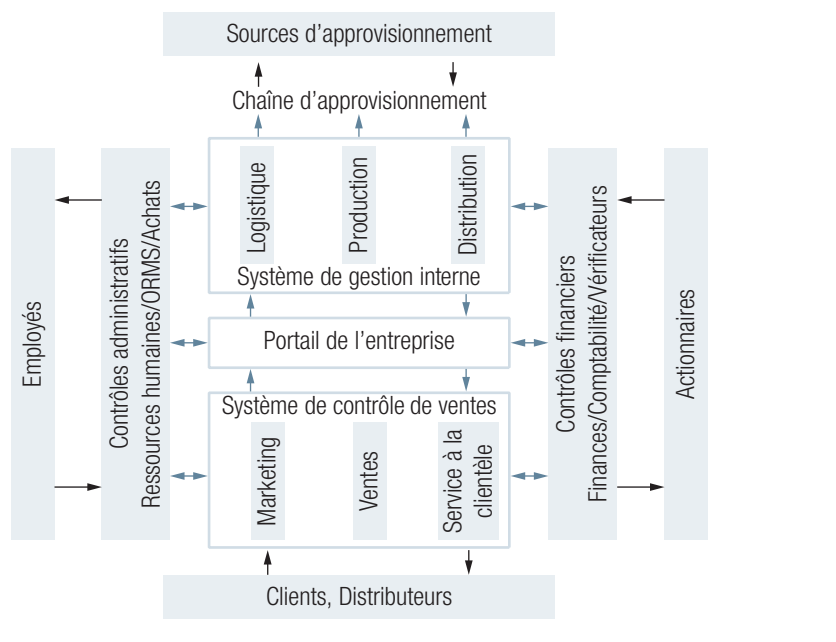 Sources d'approvisionnement
Chaîne d'approvisionnement
Employés
Contrôles administratifs
Ressources humaines/ORMS/Achats
Logistique
Production
Distribution
Système de gestion interne
Portail de l'entreprise
Système de contrôle de ventes
Marketing
Ventes
Service à la
clientèle
Contrôles financiers
Finances/Comptabilité/Vérificateurs
Actionnaires
Clients, Distributeurs